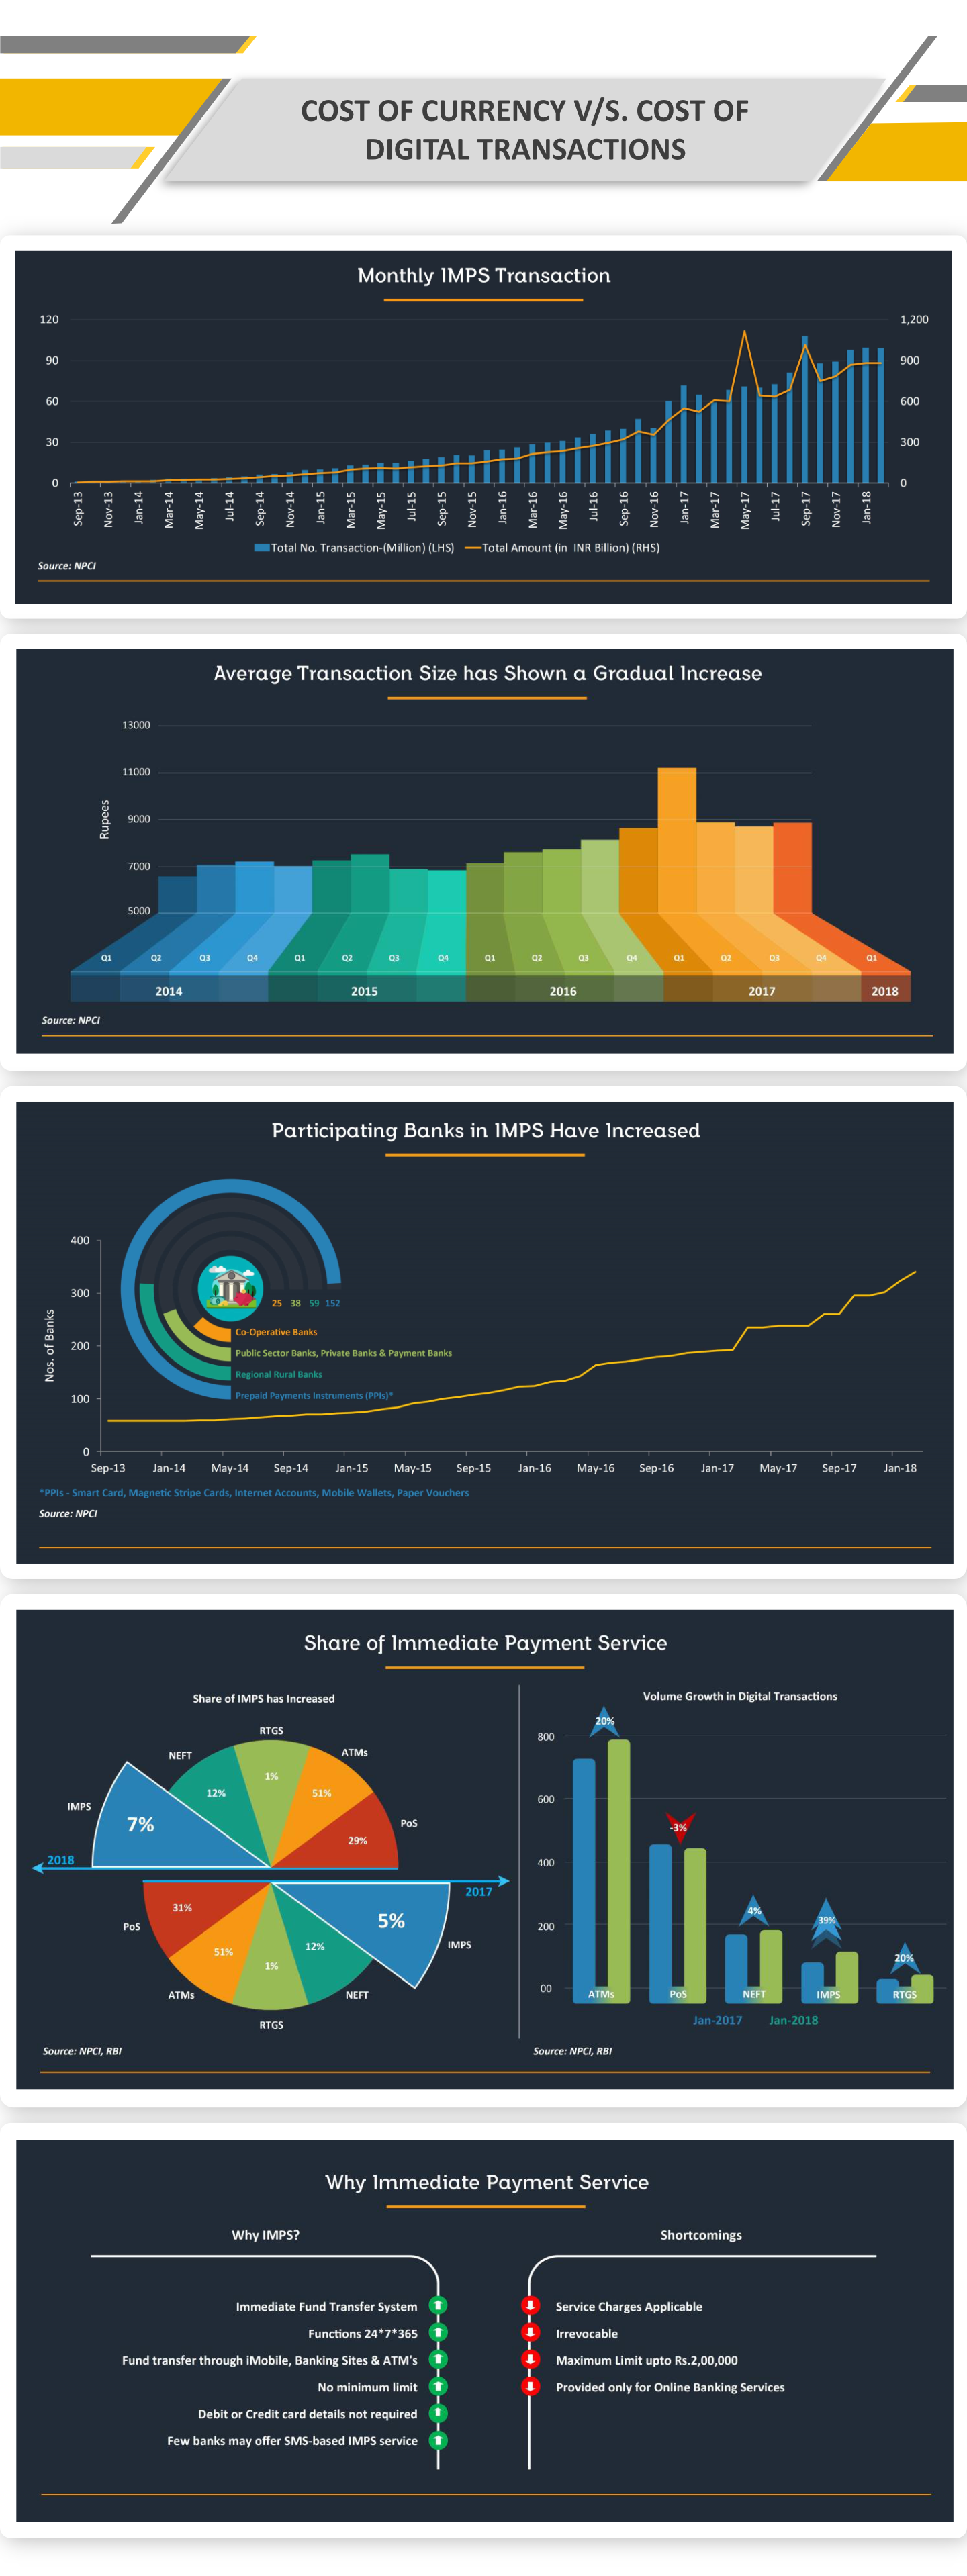 COST OF CURRENCY V/S. COST OF
DIGITAL TRANSACTIONS
Monthly IMPS Transaction
120
90
60
30
0
1,200
900
600
300
0
Sep-13
Nov-13
Jan-14
Mar-14
May-14
Jul-14
Sep-14
Nov-14
Jan-15
Mar-15
May-15
Jul-15
Sep-15
Nov-15
Jan-16
Mar-16
May-16
Jul-16
Sep-16
Nov-16
Jan-17
Mar-17
May-17
Jul-17
Sep-17
Nov-17
Jan-18
Total No. Transaction-(Million) (LHS)
Total Amount (in INR Billion) (RHS)
Source: NPCI
Average Transaction Size has Shown a Gradual Increase
Rupees
13000
11000
9000
7000
5000
Q1 Q2 Q3 Q4 Q1 Q2 Q3 Q4 Q1 Q2 Q3 Q4 Q1 Q2 Q3 Q4 Q1
2014 2015 2016 2017 2018
Source: NPCI
Participating Banks in IMPS Have Increased
Nos. of Banks
400
300
200
100
0
25 38 59 152
Co-Operative Banks
Public Sector Banks, Private Banks & Payment Banks
Regional Rural Banks
Prepaid Payments Instruments (PPIs)*
Sep-13 Jan-14 May-14 Sep-14 Jan-15 May-15 Sep-15 Jan-16 May-16 Sep-16 Jan-17 May-17 Sep-17 Jan-18
*PPIs - Smart Card, Magnetic Stripe Cards, Internet Accounts, Mobile Wallets, Paper Vouchers
Source: NPCI
Share of Immediate Payment Service
Share of IMPS has Increased
IMPS
7%
NEFT
12%
RTGS
1%
ATMs
51%
PoS
29%
2018
2017
PoS
31%
ATMs
51%
RTGS
1%
NEFT
12%
IMPS
5%
Source: NPCI, RBI
Volume Growth in Digital Transactions
800
600
400
200
00
20%
-3%
4%
39%
20%
ATMs
PoS
NEFT
IMPS
RTGS
Jan-2017 Jan-2018
Source: NPCI, RBI
Why Immediate Payment Service
Why IMPS?
Immediate Fund Transfer System
Functions 24*7*365
Fund transfer through iMobile, Banking Sites & ATM's
No minimum limit
Debit or Credit card details not required
Few banks may offer SMS-based IMPS service
Shortcomings
Service Charges Applicable
Irrevocable
Maximum Limit upto Rs.2,00,000
Provided only for Online Banking Services